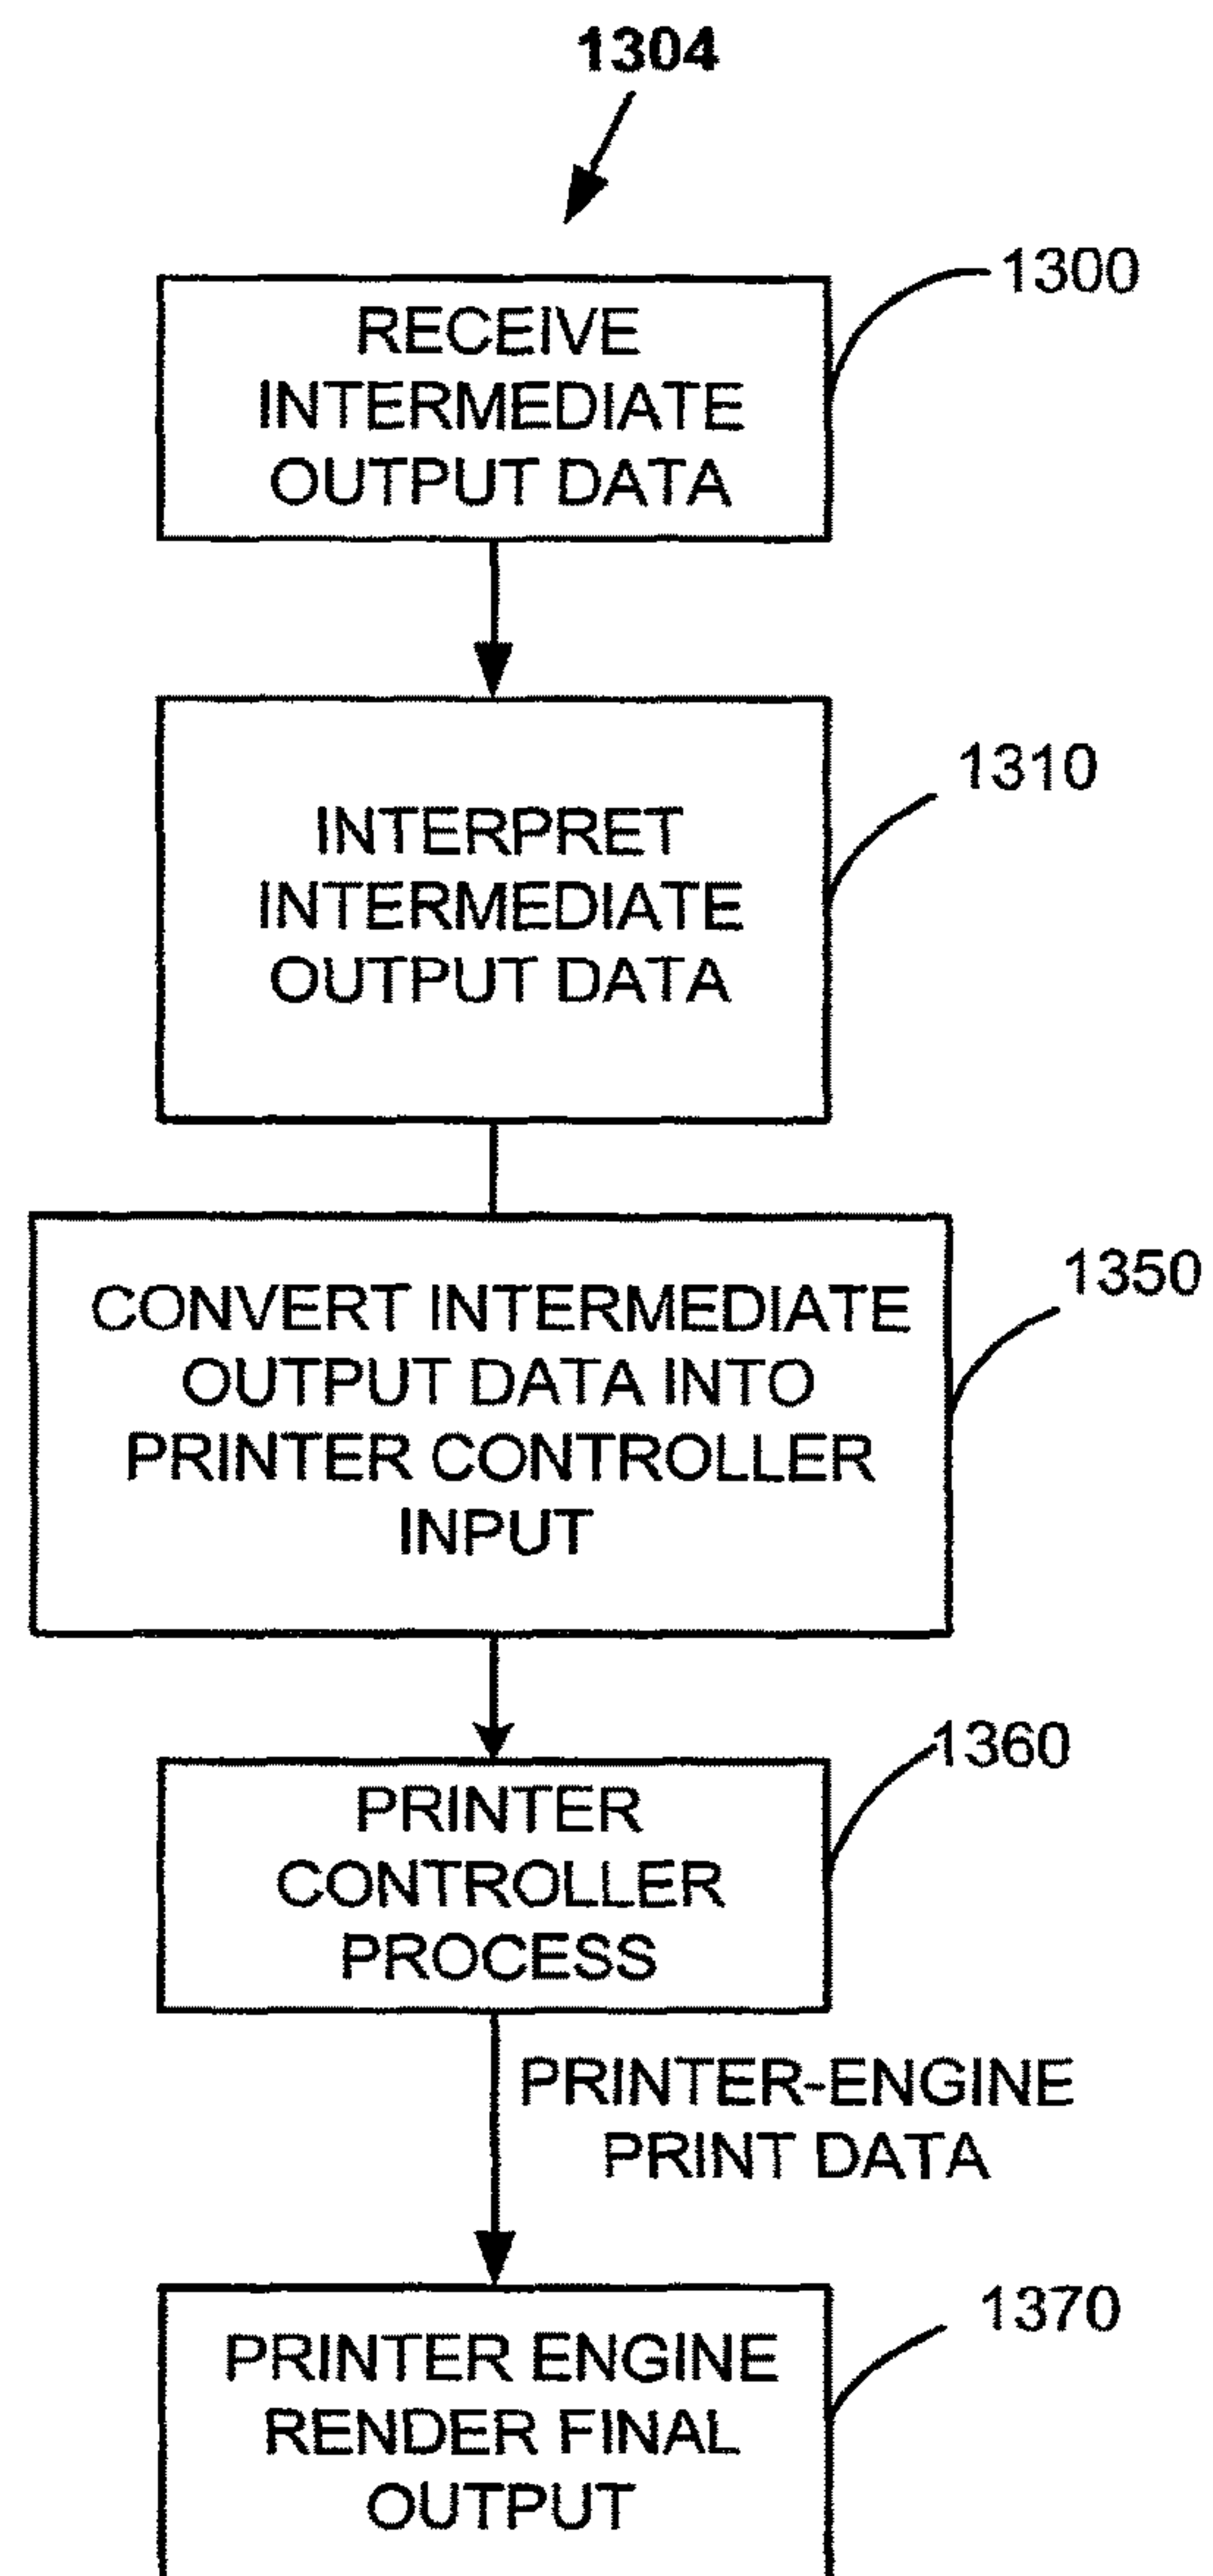 1304
1300
RECEIVE
INTERMEDIATE
OUTPUT DATA
1310
INTERPRET
INTERMEDIATE
OUTPUT DATA
1350
CONVERT INTERMEDIATE
OUTPUT DATA INTO
PRINTER CONTROLLER
INPUT
1360
PRINTER
CONTROLLER
PROCESS
PRINTER-ENGINE
PRINT DATA
1370
PRINTER ENGINE
RENDER FINAL
OUTPUT